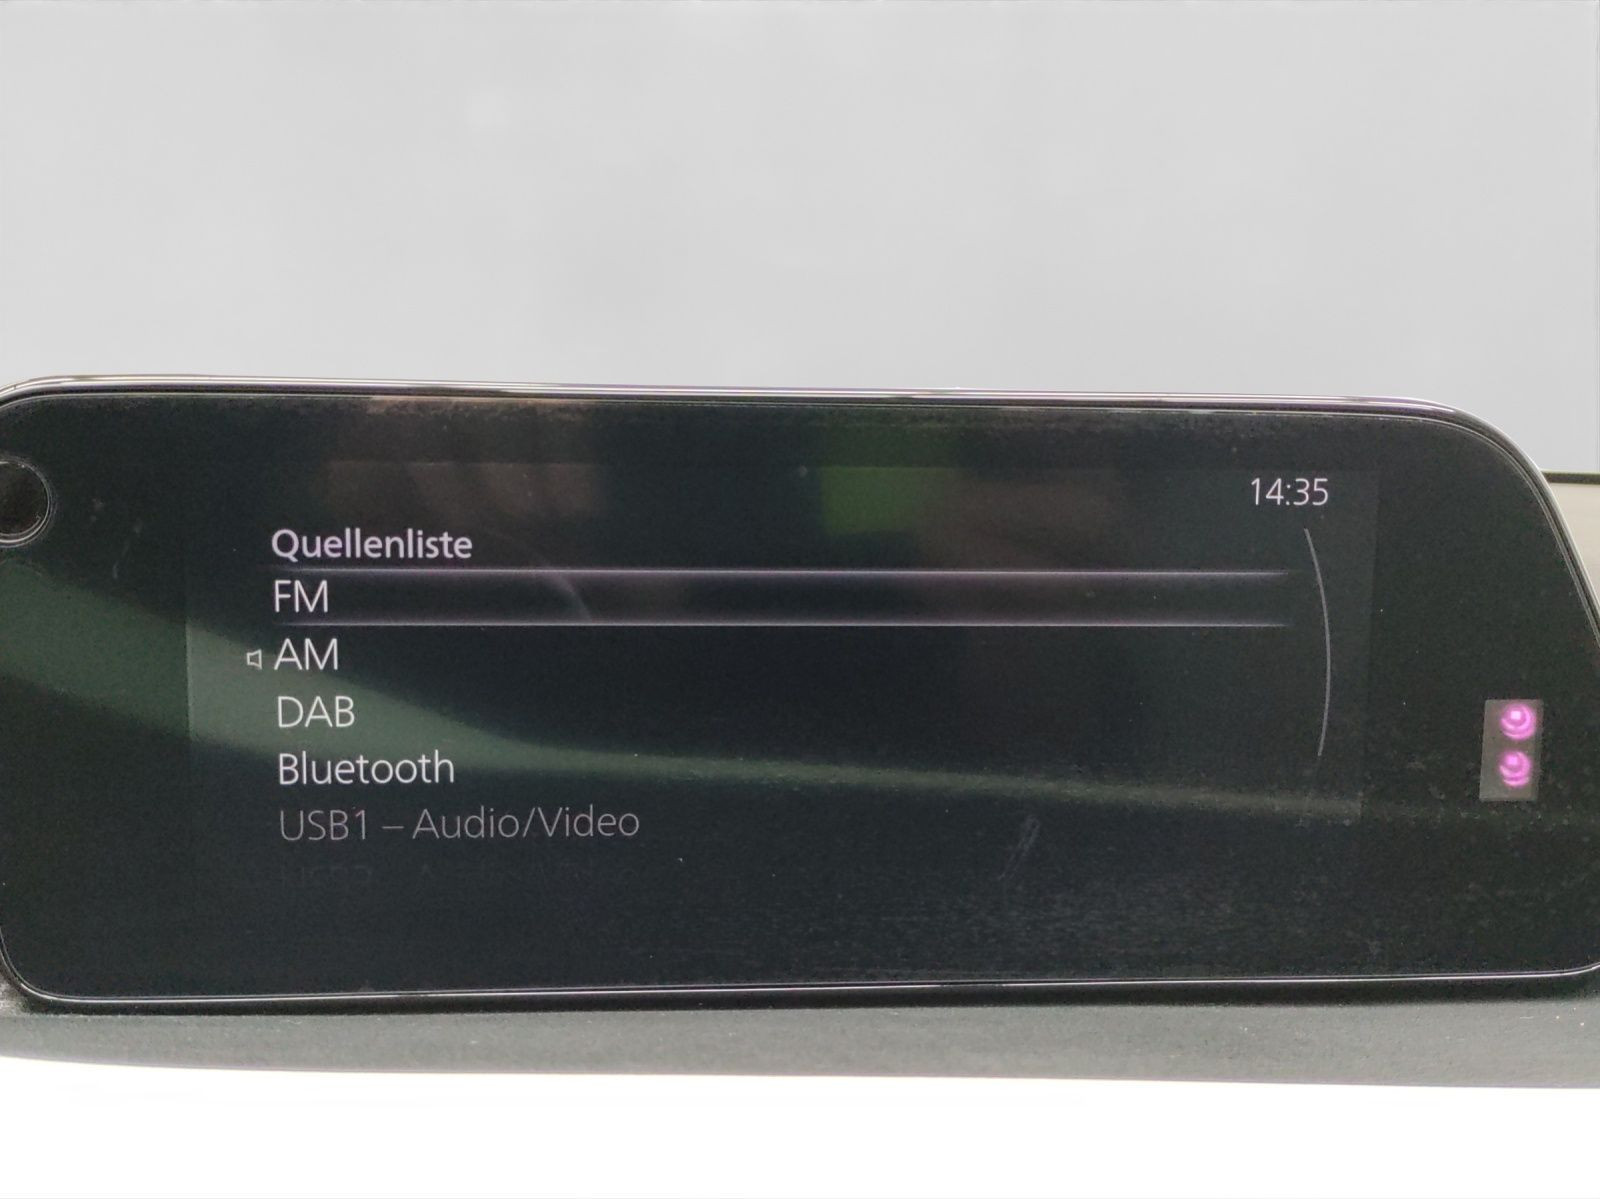 14:35
Quellenliste
FM
AM
DAB
Bluetooth
USB1 – Audio/Video